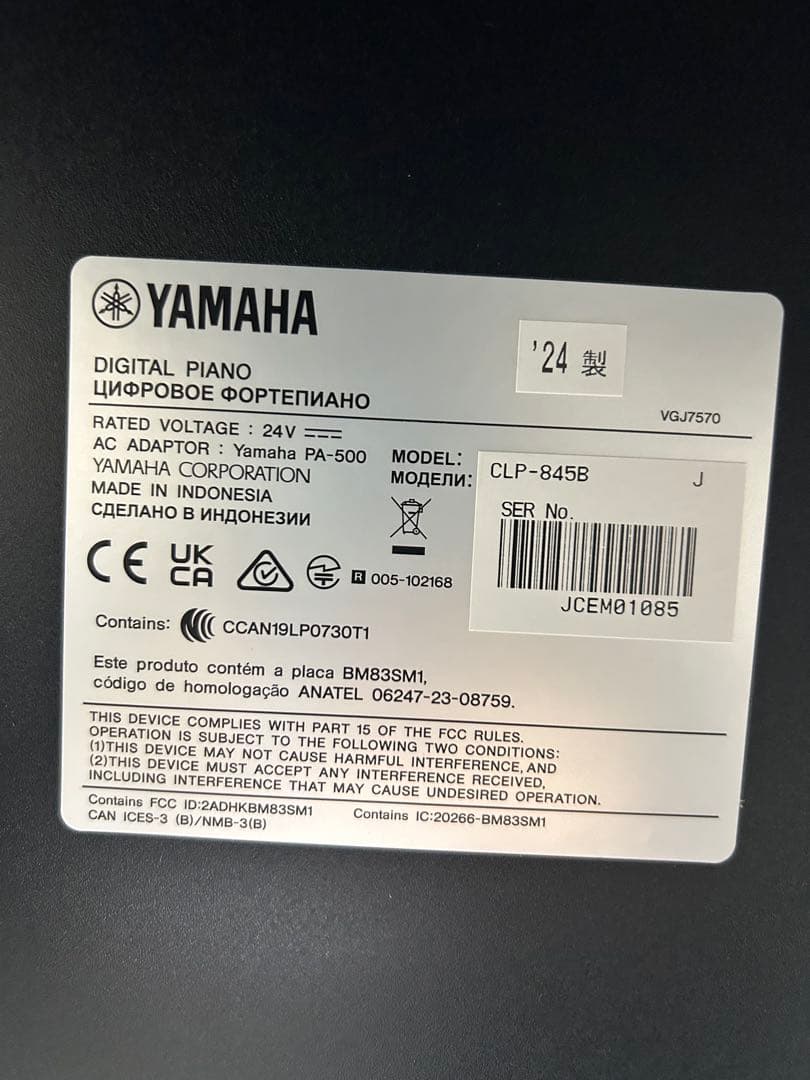 YAMAHA
'24 製
DIGITAL PIANO
ЦИФРОВОЕ ФОРТЕПИАНО
VGJ7570
RATED VOLTAGE : 24V
AC ADAPTOR : Yamaha PA-500
YAMAHA CORPORATION
MADE IN INDONESIA
СДЕЛАНО В ИНДОНЕЗИИ
MODEL:
МОДЕЛИ:
CLP-845B J
SER No.
JCEM01085
CE UK CA R 005-102168
Contains: CCAN19LP0730T1
Este produto contém a placa BM83SM1,
código de homologação ANATEL 06247-23-08759.
THIS DEVICE COMPLIES WITH PART 15 OF THE FCC RULES.
OPERATION IS SUBJECT TO THE FOLLOWING TWO CONDITIONS:
(1)THIS DEVICE MAY NOT CAUSE HARMFUL INTERFERENCE, AND
(2)THIS DEVICE MUST ACCEPT ANY INTERFERENCE RECEIVED,
INCLUDING INTERFERENCE THAT MAY CAUSE UNDESIRED OPERATION.
Contains FCC ID:2ADHKBM83SM1 Contains IC:20266-BM83SM1
CAN ICES-3 (B)/NMB-3(B)